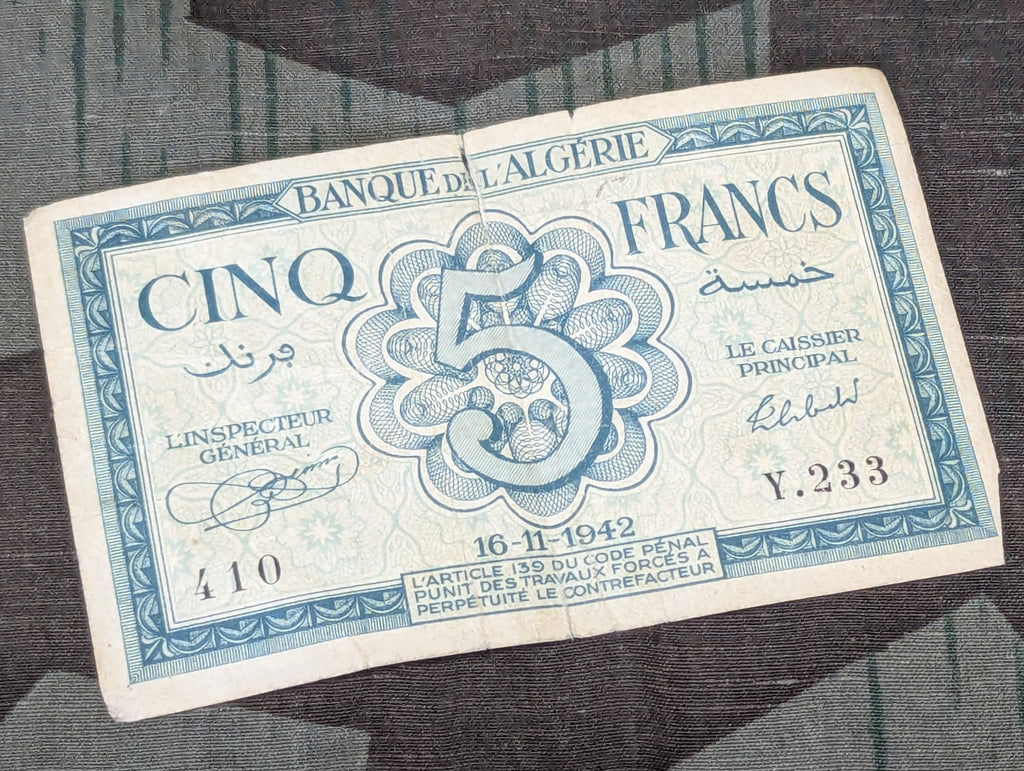 BANQUE DE L'ALGÉRIE
CINQ FRANCS
خمسة
فرنك
LE CAISSIER
PRINCIPAL
L'INSPECTEUR
GÉNÉRAL
Y.233
410
16-11-1942
L'ARTICLE 139 DU CODE PÉNAL
PUNIT DES TRAVAUX FORCÉS A
PERPÉTUITÉ LE CONTREFACTEUR
5